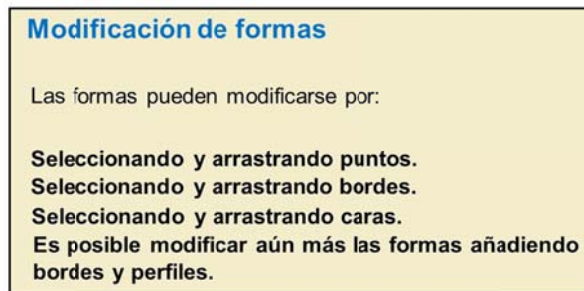 Modificación de formas
Las formas pueden modificarse por:
Seleccionando y arrastrando puntos.
Seleccionando y arrastrando bordes.
Seleccionando y arrastrando caras.
Es posible modificar aún más las formas añadiendo
bordes y perfiles.